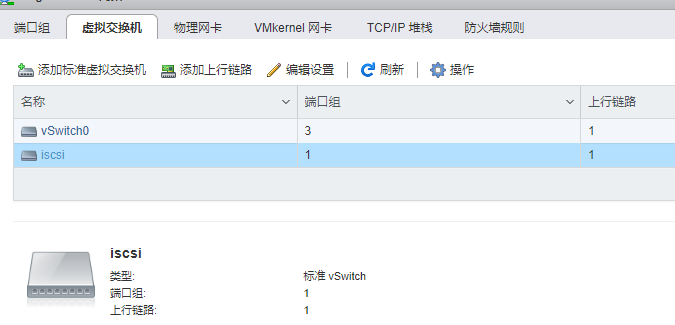 端口组 虚拟交换机 物理网卡 VMkernel 网卡 TCP/IP 堆栈 防火墙规则
添加标准虚拟交换机 添加上行链路 编辑设置 刷新 操作
名称 端口组 上行链路
vSwitch0 3 1
iscsi 1 1
iscsi
类型: 标准 vSwitch
端口组: 1
上行链路: 1